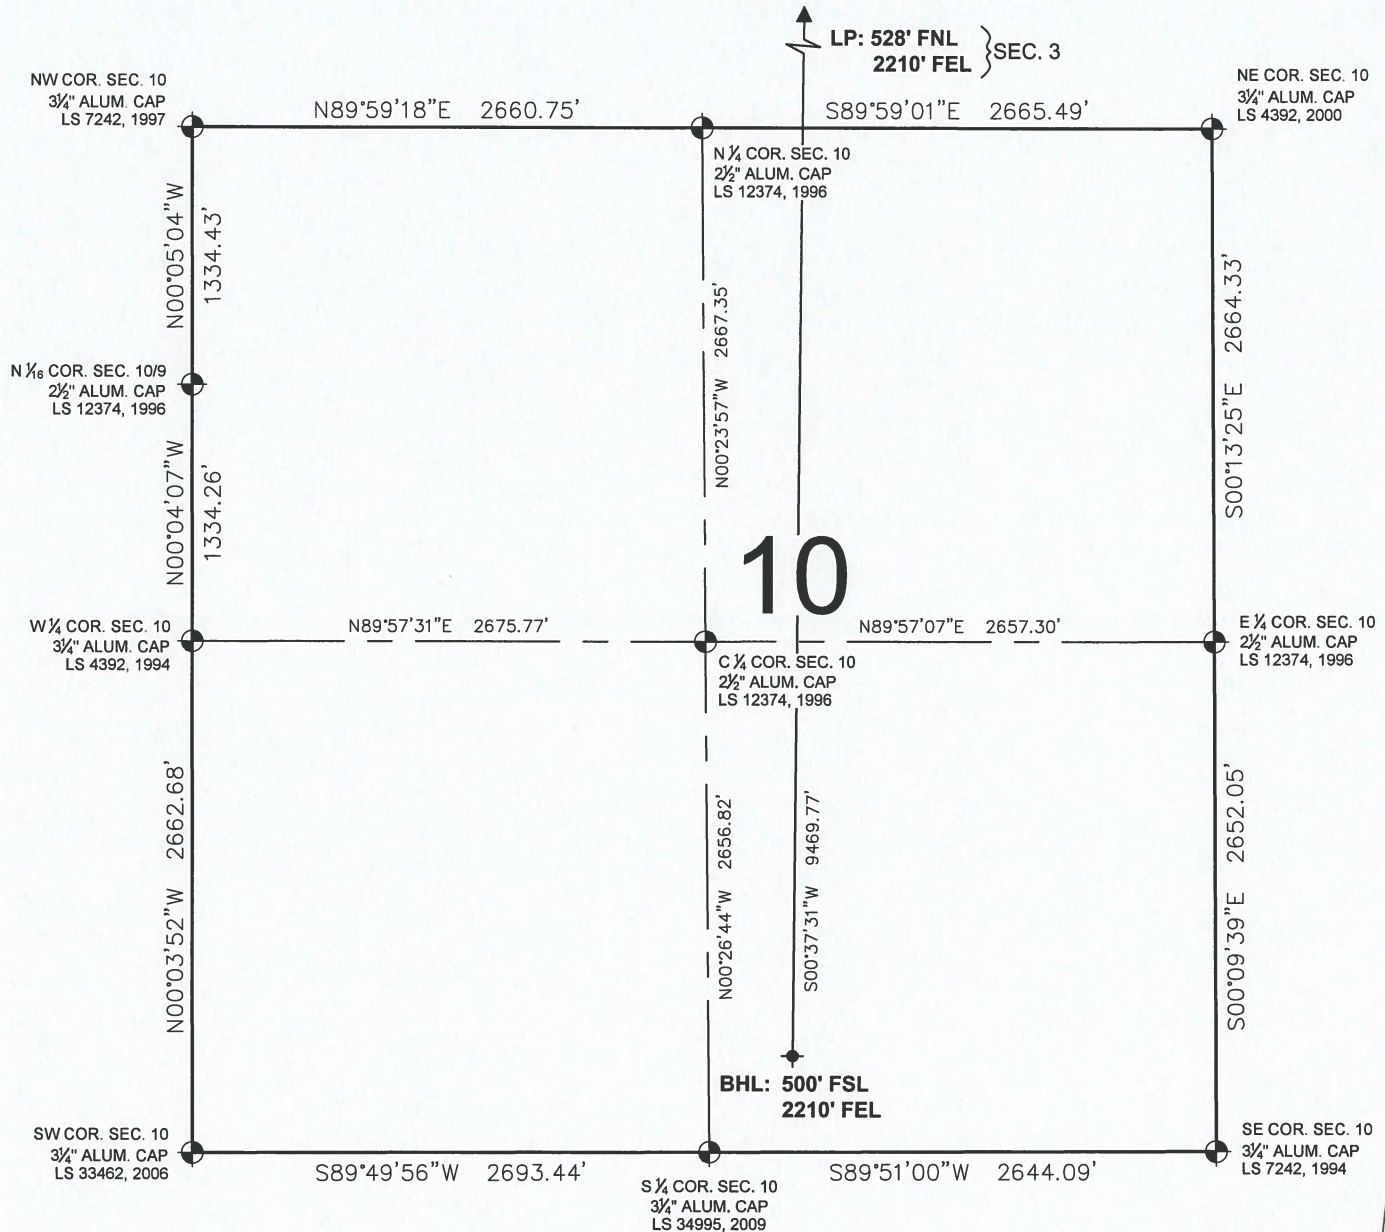 LP: 528' FNL
2210' FEL
SEC. 3
NW COR. SEC. 10
3¼" ALUM. CAP
LS 7242, 1997
N89°59'18"E 2660.75'
S89°59'01"E 2665.49'
NE COR. SEC. 10
3¼" ALUM. CAP
LS 4392, 2000
N ¼ COR. SEC. 10
2½" ALUM. CAP
LS 12374, 1996
N00°05'04"W
1334.43'
N00°23'57"W 2667.35'
S00°13'25"E 2664.33'
N 1⁄16 COR. SEC. 10/9
2½" ALUM. CAP
LS 12374, 1996
N00°04'07"W
1334.26'
10
W ¼ COR. SEC. 10
3¼" ALUM. CAP
LS 4392, 1994
N89°57'31"E 2675.77'
N89°57'07"E 2657.30'
E ¼ COR. SEC. 10
2½" ALUM. CAP
LS 12374, 1996
C ¼ COR. SEC. 10
2½" ALUM. CAP
LS 12374, 1996
N00°03'52"W 2662.68'
N00°26'44"W 2656.82'
S00°37'31"W 9469.77'
S00°09'39"E 2652.05'
BHL: 500' FSL
2210' FEL
SW COR. SEC. 10
3¼" ALUM. CAP
LS 33462, 2006
S89°49'56"W 2693.44'
S ¼ COR. SEC. 10
3¼" ALUM. CAP
LS 34995, 2009
S89°51'00"W 2644.09'
SE COR. SEC. 10
3¼" ALUM. CAP
LS 7242, 1994